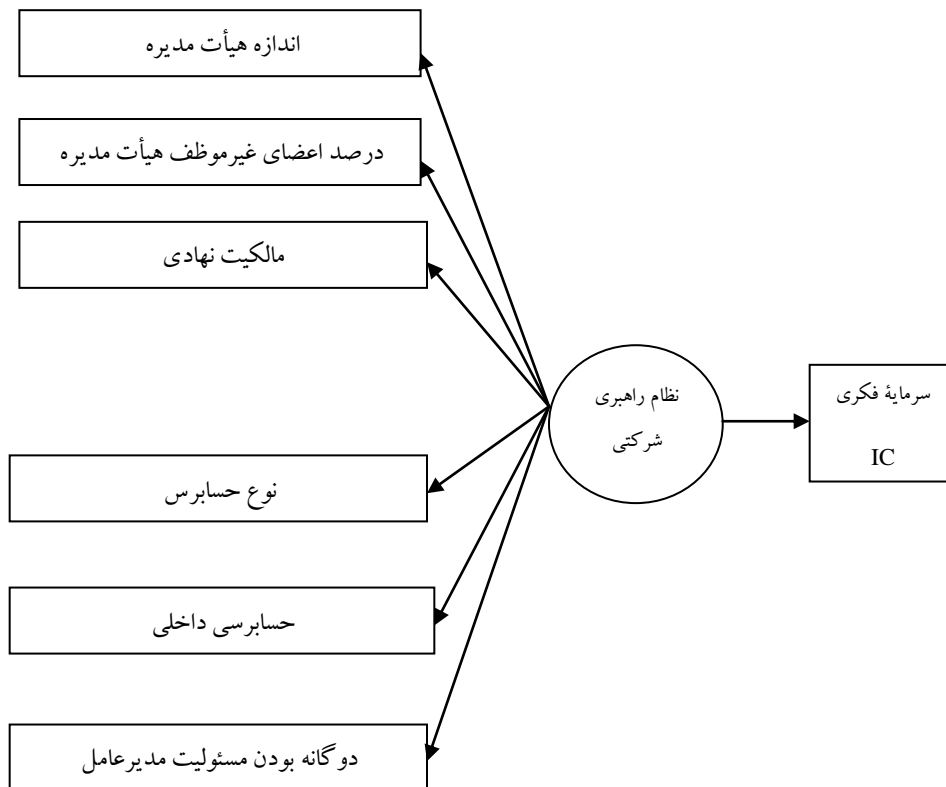 اندازه هیأت مدیره
درصد اعضای غیرموظف هیأت مدیره
مالکیت نهادی
نوع حسابرس
حسابرسی داخلی
دوگانه بودن مسئولیت مدیرعامل
نظام راهبری
شرکتی
سرمایۀ فکری
IC